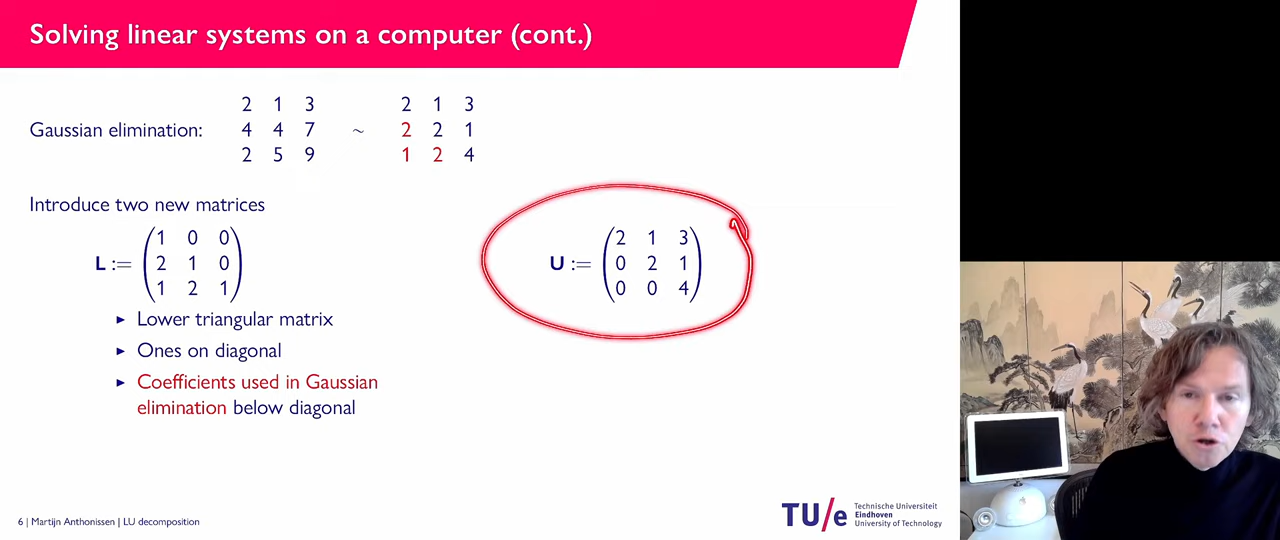 Solving linear systems on a computer (cont.)
2 1 3 2 1 3
Gaussian elimination: 4 4 7 ~ 2 2 1
2 5 9 1 2 4
Introduce two new matrices
1 0 0
L := 2 1 0
1 2 1
2 1 3
U := 0 2 1
0 0 4
► Lower triangular matrix
► Ones on diagonal
► Coefficients used in Gaussian
elimination below diagonal
6 | Martijn Anthonissen | LU decomposition
TU/e
Technische Universiteit
Eindhoven
University of Technology